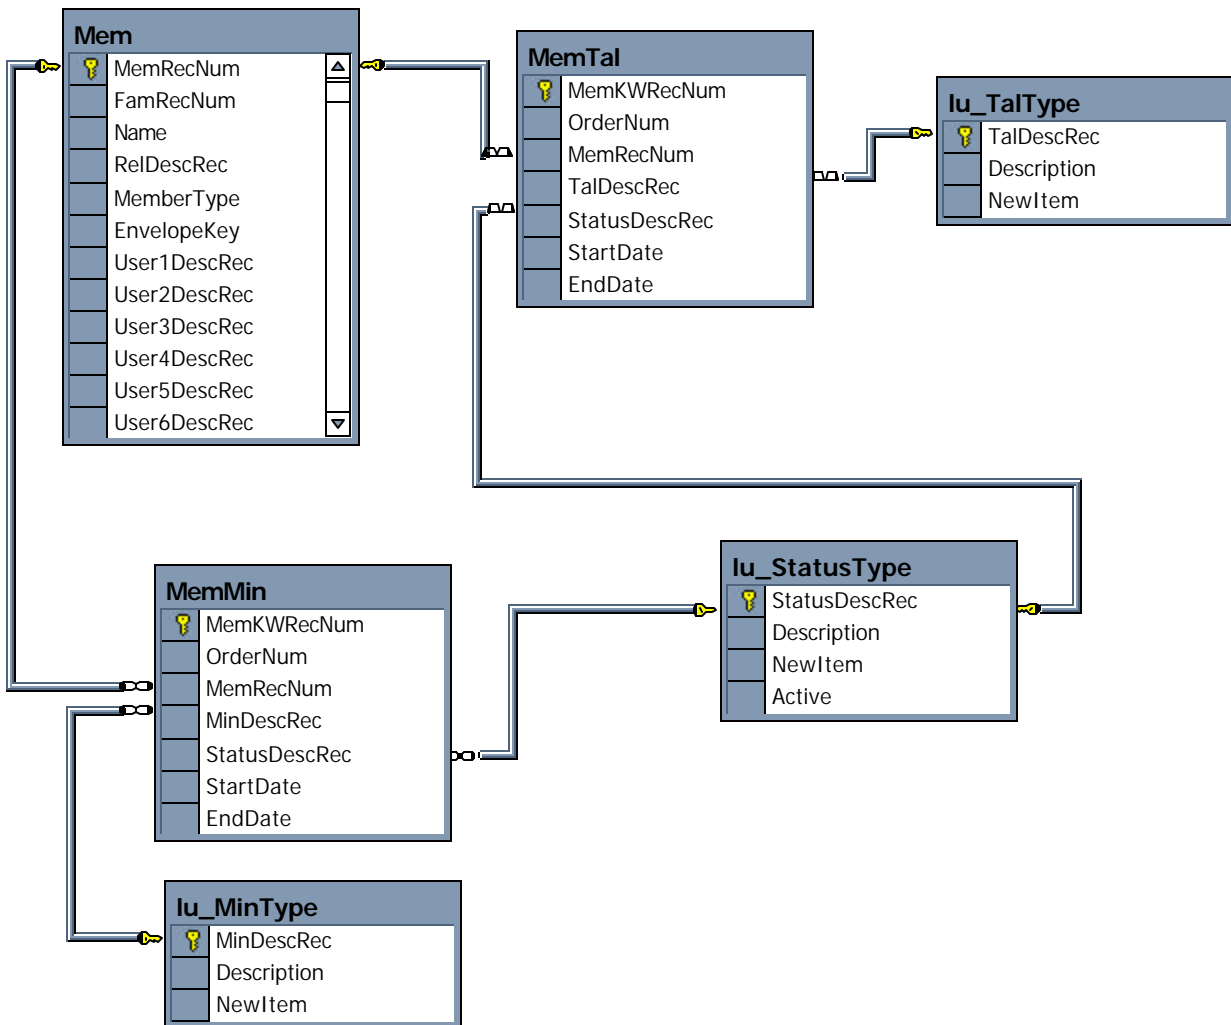 Mem
MemRecNum
FamRecNum
Name
RelDescRec
MemberType
EnvelopeKey
User1DescRec
User2DescRec
User3DescRec
User4DescRec
User5DescRec
User6DescRec
MemTal
MemKWRecNum
OrderNum
MemRecNum
TalDescRec
StatusDescRec
StartDate
EndDate
lu_TalType
TalDescRec
Description
NewItem
MemMin
MemKWRecNum
OrderNum
MemRecNum
MinDescRec
StatusDescRec
StartDate
EndDate
lu_StatusType
StatusDescRec
Description
NewItem
Active
lu_MinType
MinDescRec
Description
NewItem